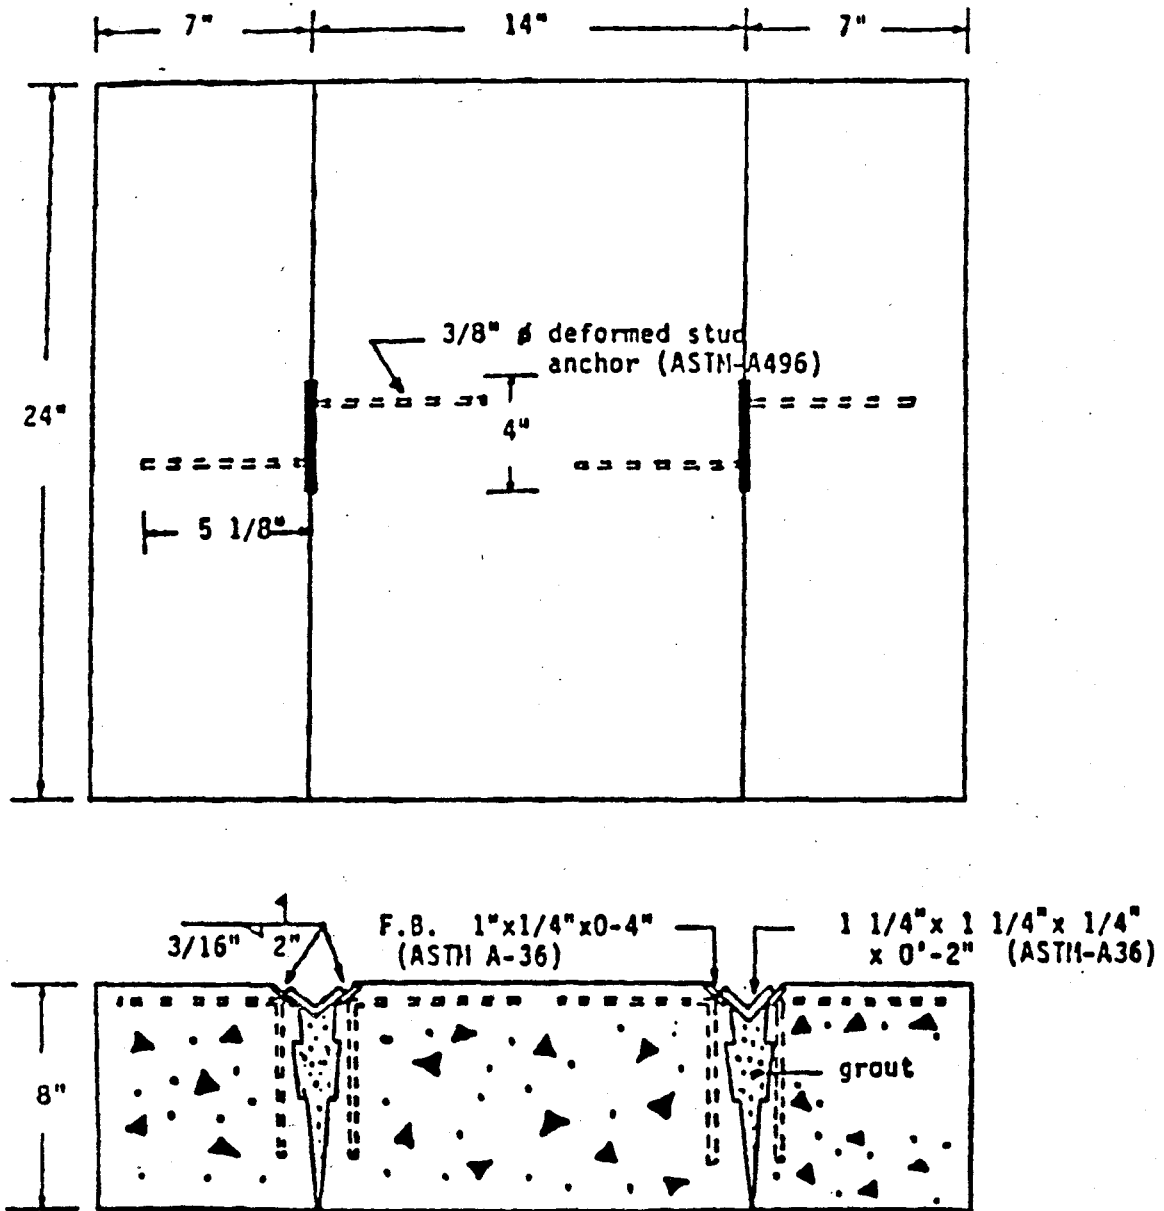 7" 14" 7"
3/8" ø deformed stud
anchor (ASTM-A496)
24"
4"
5 1/8"
3/16" 2"
F.B. 1"x1/4"x0-4"
(ASTM A-36)
1 1/4"x 1 1/4"x 1/4"
x 0'-2" (ASTM-A36)
8"
grout